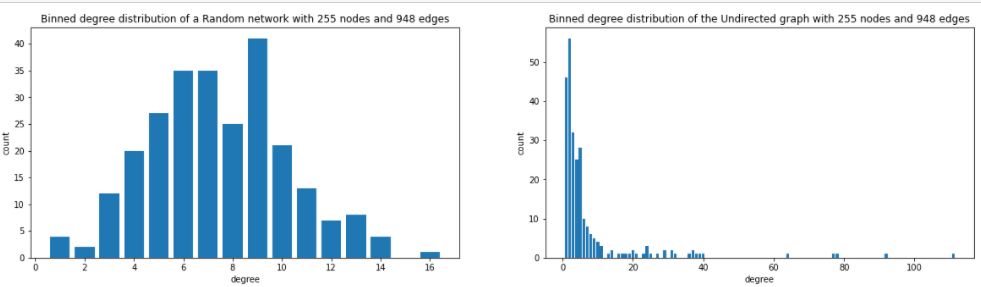 Binned degree distribution of a Random network with 255 nodes and 948 edges
40
35
30
25
20
15
10
5
0
count
0 2 4 6 8 10 12 14 16
degree
Binned degree distribution of the Undirected graph with 255 nodes and 948 edges
50
40
30
20
10
0
count
0 20 40 60 80 100
degree